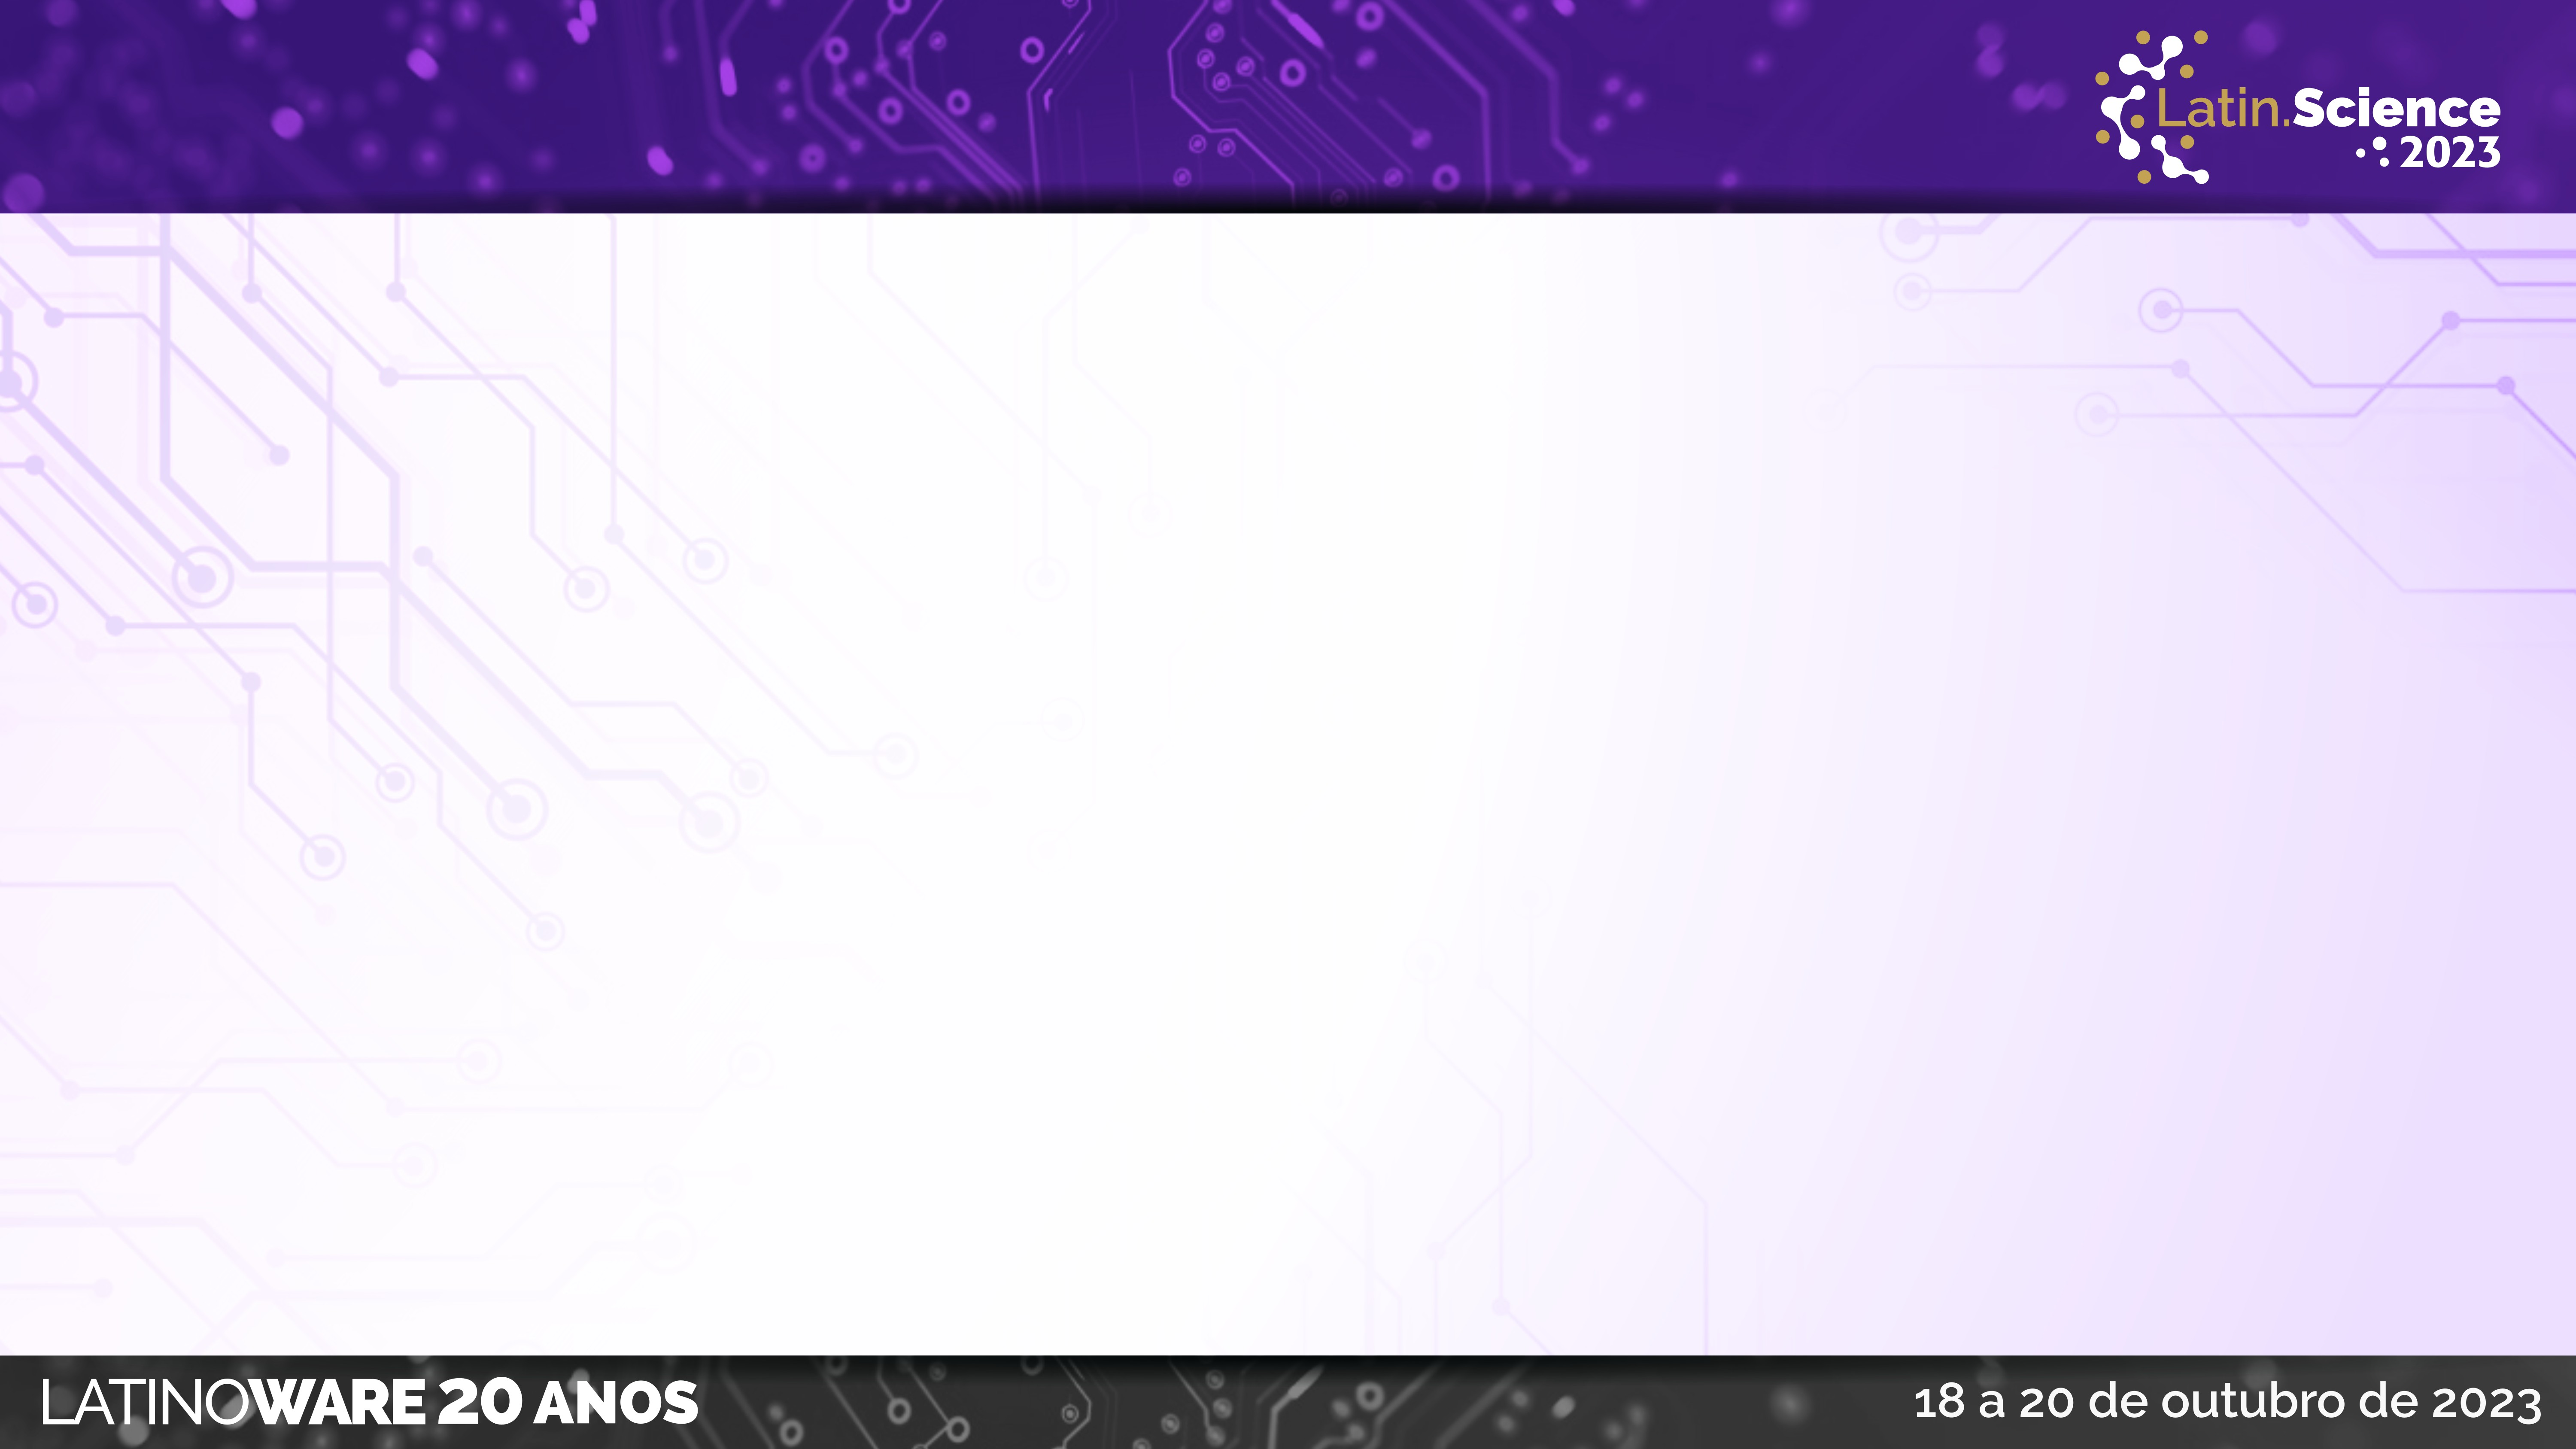 Latin.Science
2023
LATINOWARE 20 ANOS
18 a 20 de outubro de 2023